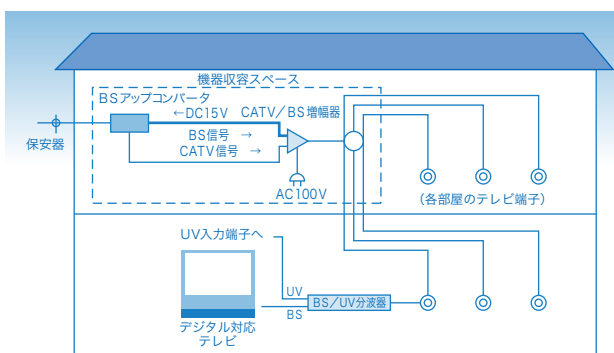 機器収容スペース
BSアップコンバータ
←DC15V
CATV／BS増幅器
保安器
BS信号 →
CATV信号 →
AC100V
（各部屋のテレビ端子）
UV入力端子へ
UV
BS／UV分波器
BS
デジタル対応
テレビ